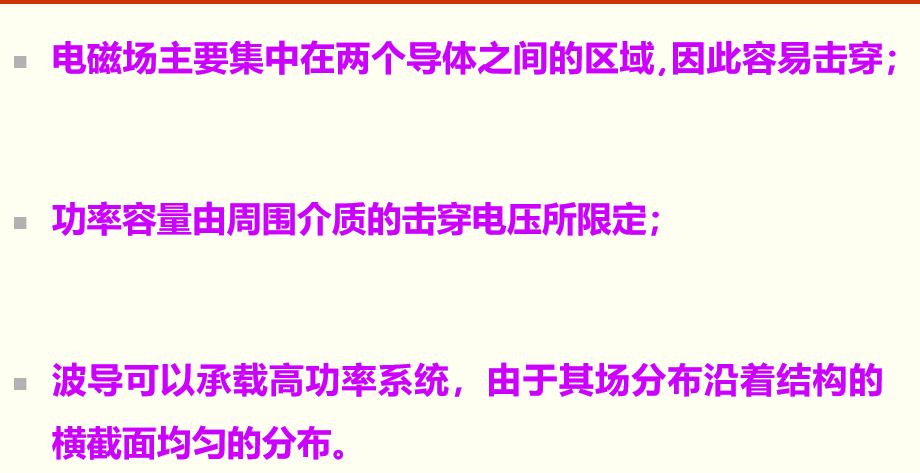 电磁场主要集中在两个导体之间的区域,因此容易击穿；
功率容量由周围介质的击穿电压所限定；
波导可以承载高功率系统，由于其场分布沿着结构的
横截面均匀的分布。